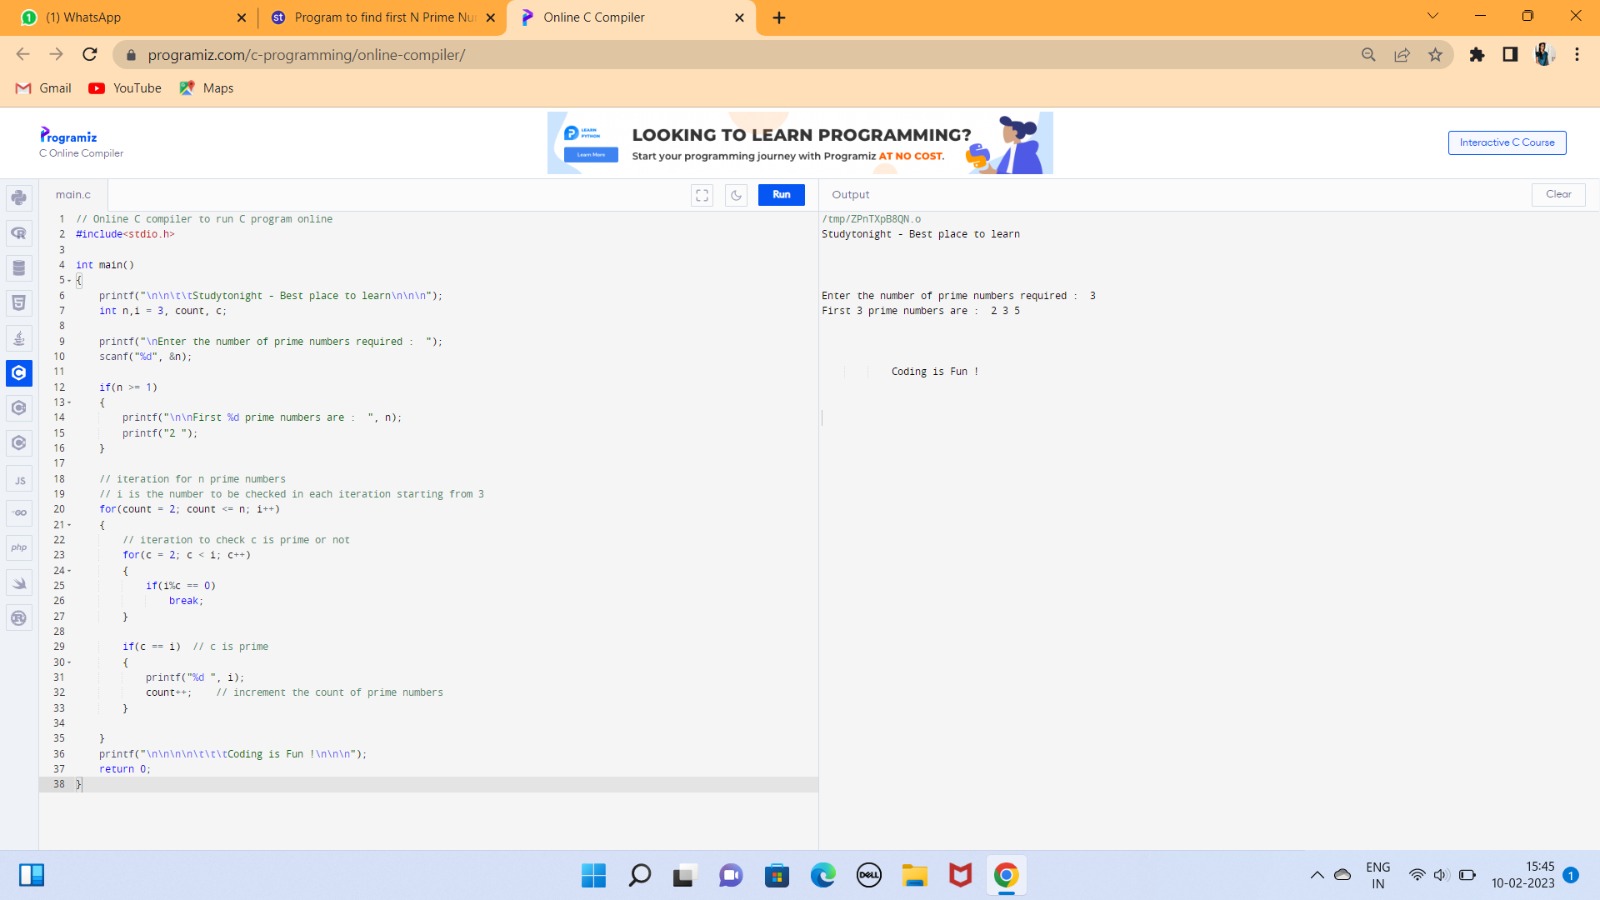 (1) WhatsApp
Program to find first N Prime Nu
Online C Compiler
programiz.com/c-programming/online-compiler/
Gmail YouTube Maps
Programiz
C Online Compiler
LEARN PYTHON
Learn More
LOOKING TO LEARN PROGRAMMING?
Start your programming journey with Programiz AT NO COST.
Interactive C Course
main.c
Run
1 // Online C compiler to run C program online
2 #include<stdio.h>
3
4 int main()
5 {
6 printf("\n\n\t\tStudytonight - Best place to learn\n\n\n");
7 int n,i = 3, count, c;
8
9 printf("\nEnter the number of prime numbers required :  ");
10 scanf("%d", &n);
11
12 if(n >= 1)
13 {
14 printf("\n\nFirst %d prime numbers are :  ", n);
15 printf("2 ");
16 }
17
18 // iteration for n prime numbers
19 // i is the number to be checked in each iteration starting from 3
20 for(count = 2; count <= n; i++)
21 {
22 // iteration to check c is prime or not
23 for(c = 2; c < i; c++)
24 {
25 if(i%c == 0)
26 break;
27 }
28
29 if(c == i)  // c is prime
30 {
31 printf("%d ", i);
32 count++;    // increment the count of prime numbers
33 }
34
35 }
36 printf("\n\n\n\n\t\t\tCoding is Fun !\n\n\n");
37 return 0;
38 }
Output
Clear
/tmp/ZPnTXpB8QN.o
Studytonight - Best place to learn
Enter the number of prime numbers required :  3
First 3 prime numbers are :  2 3 5
Coding is Fun !
JS
GO
php
DELL
ENG
IN
15:45
10-02-2023
1